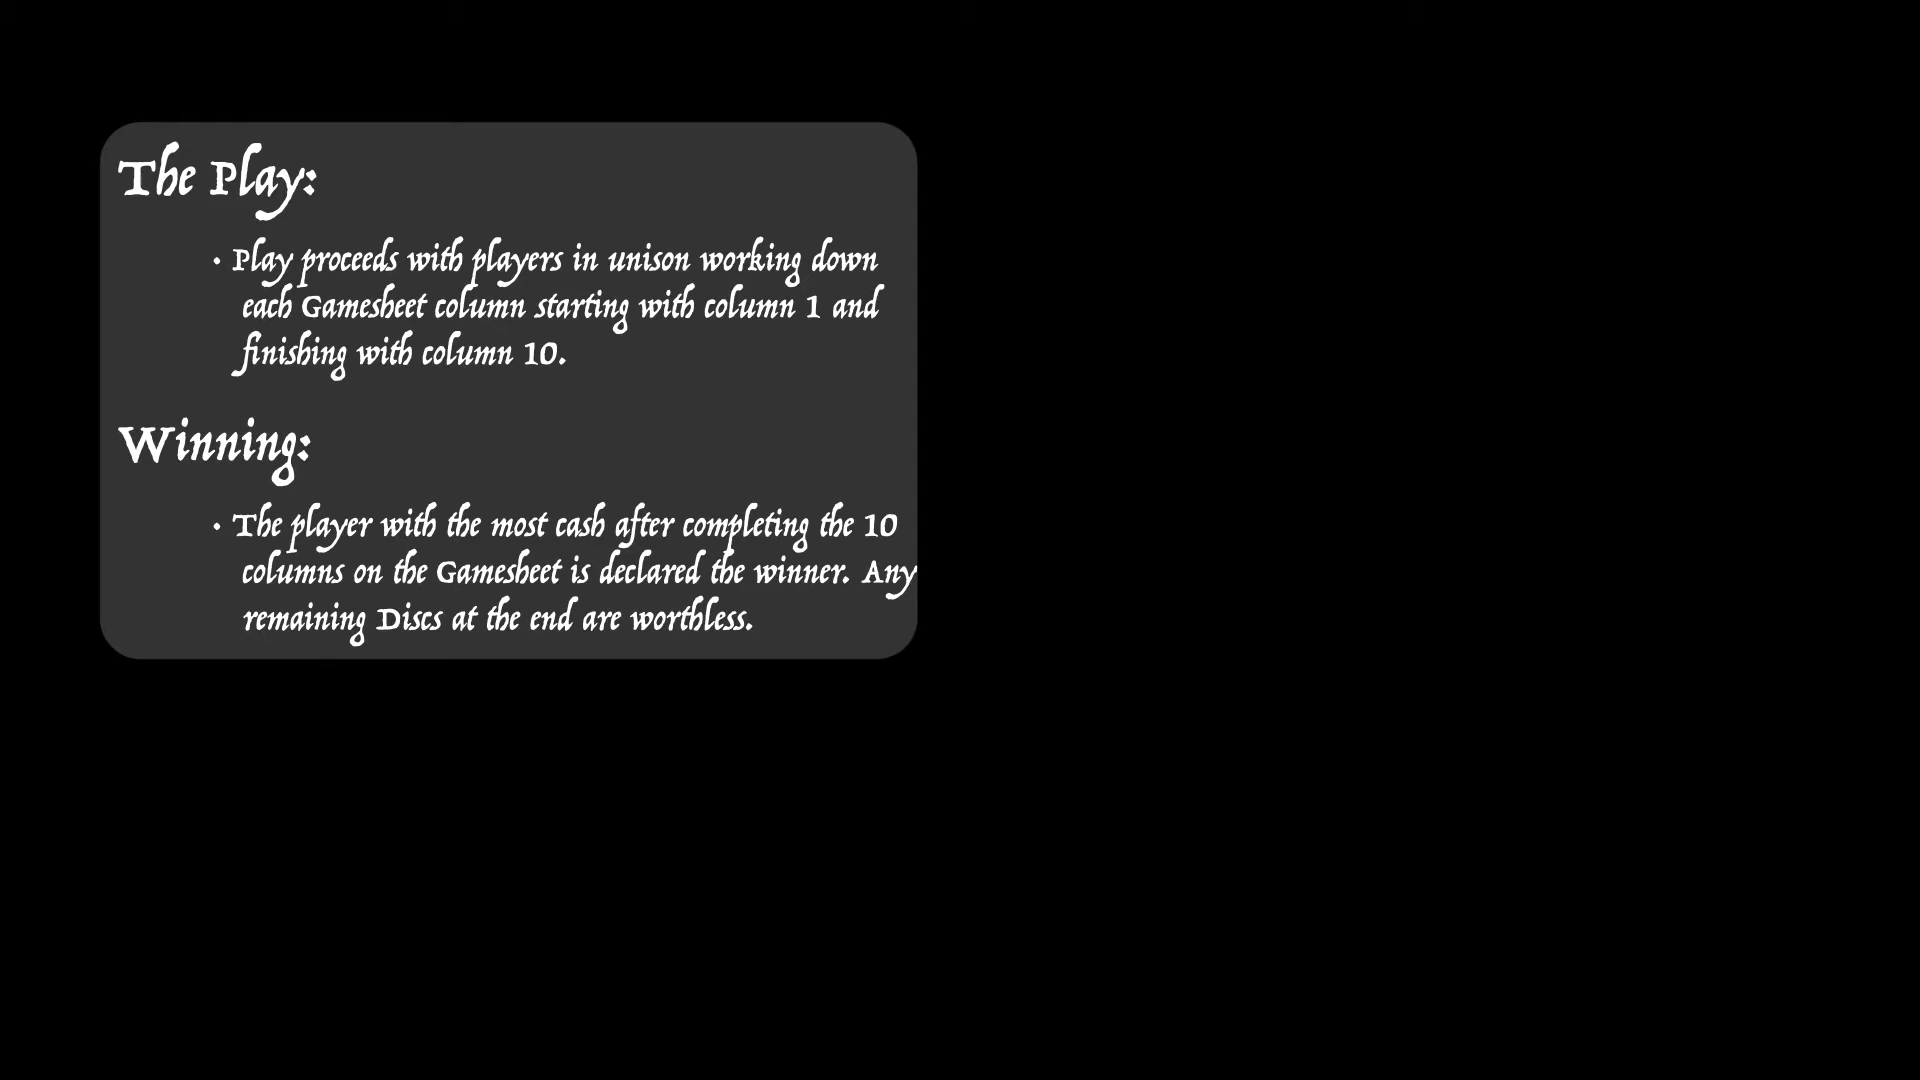 The Play:
• Play proceeds with players in unison working down
each Gamesheet column starting with column 1 and
finishing with column 10.
Winning:
• The player with the most cash after completing the 10
columns on the Gamesheet is declared the winner. Any
remaining Discs at the end are worthless.